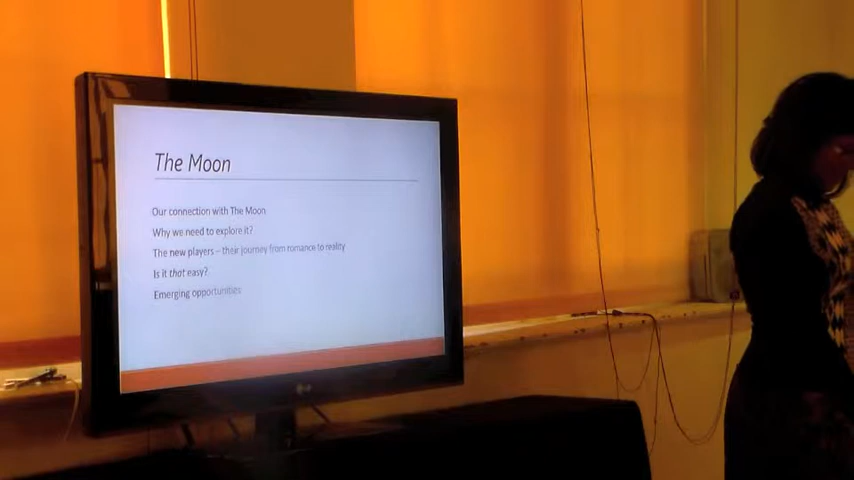 The Moon
Our connection with The Moon
Why we need to explore it?
The new players – their journey from romance to reality
Is it that easy?
Emerging opportunities
LG